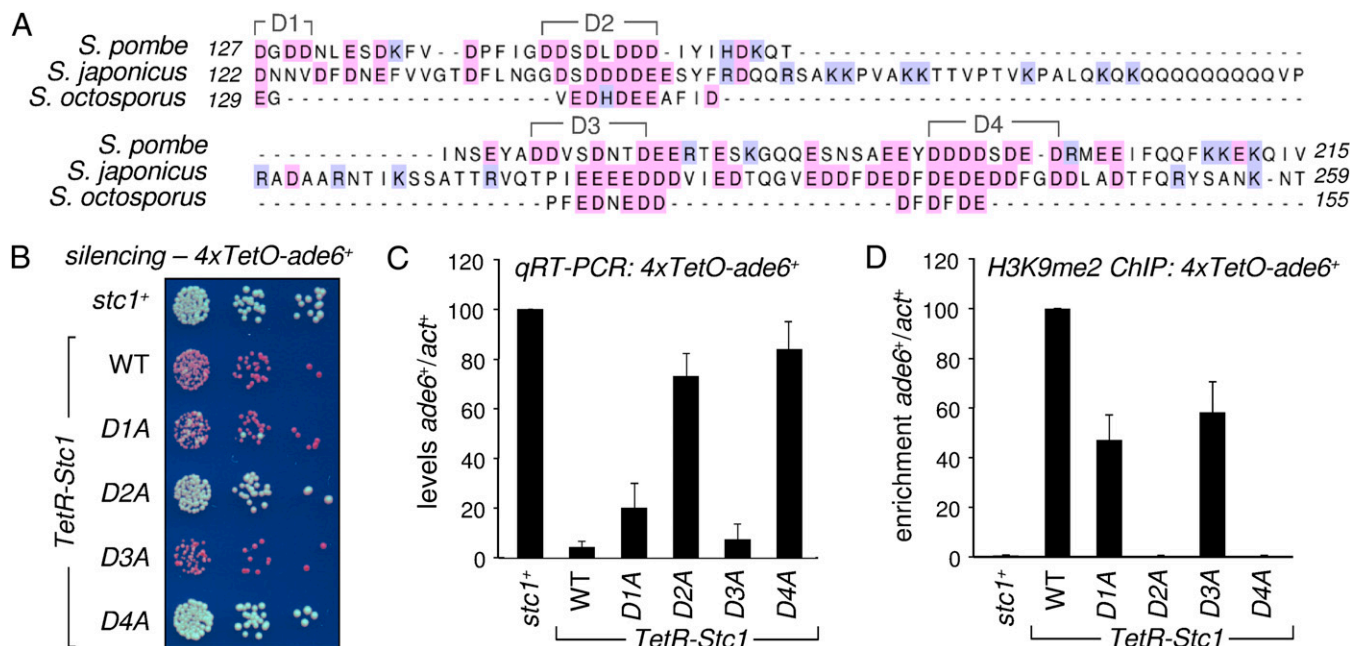 A
D1 D2
S. pombe 127 DGDDNLESDKFV--DPFIGDDSDLDDD-IYIHDKQT-----------------------------------
S. japonicus 122 DNNVDFDNEFVVGTDFLNGGDSDDDDEESYFRDQQRSAKKPVAKKTTVPTVKPALQKQKQQQQQQQQQVP
S. octosporus 129 EG-------------------VEDHDEEAFID---------------------------------------
D3 D4
S. pombe ------------INSEYADDVSDNTDEERTESKGQQESNSAEEYDDDDSDE-DRMEEIFQQFKKEKQIV 215
S. japonicus RADAARNTIKSSATTRVQTPIEEEEDDDVIEDTQGVEDDFDEDFDEDEDDFGDDLADTFQRYSANK-NT 259
S. octosporus -------------------PFEDNEDD---------------DFDFDE--------------------- 155
B silencing – 4xTetO-ade6+
stc1+
WT
D1A
D2A
D3A
D4A
TetR-Stc1
C
qRT-PCR: 4xTetO-ade6+
levels ade6+/act+
120
100
80
60
40
20
0
stc1+ WT D1A D2A D3A D4A
TetR-Stc1
D
H3K9me2 ChIP: 4xTetO-ade6+
enrichment ade6+/act+
120
100
80
60
40
20
0
stc1+ WT D1A D2A D3A D4A
TetR-Stc1